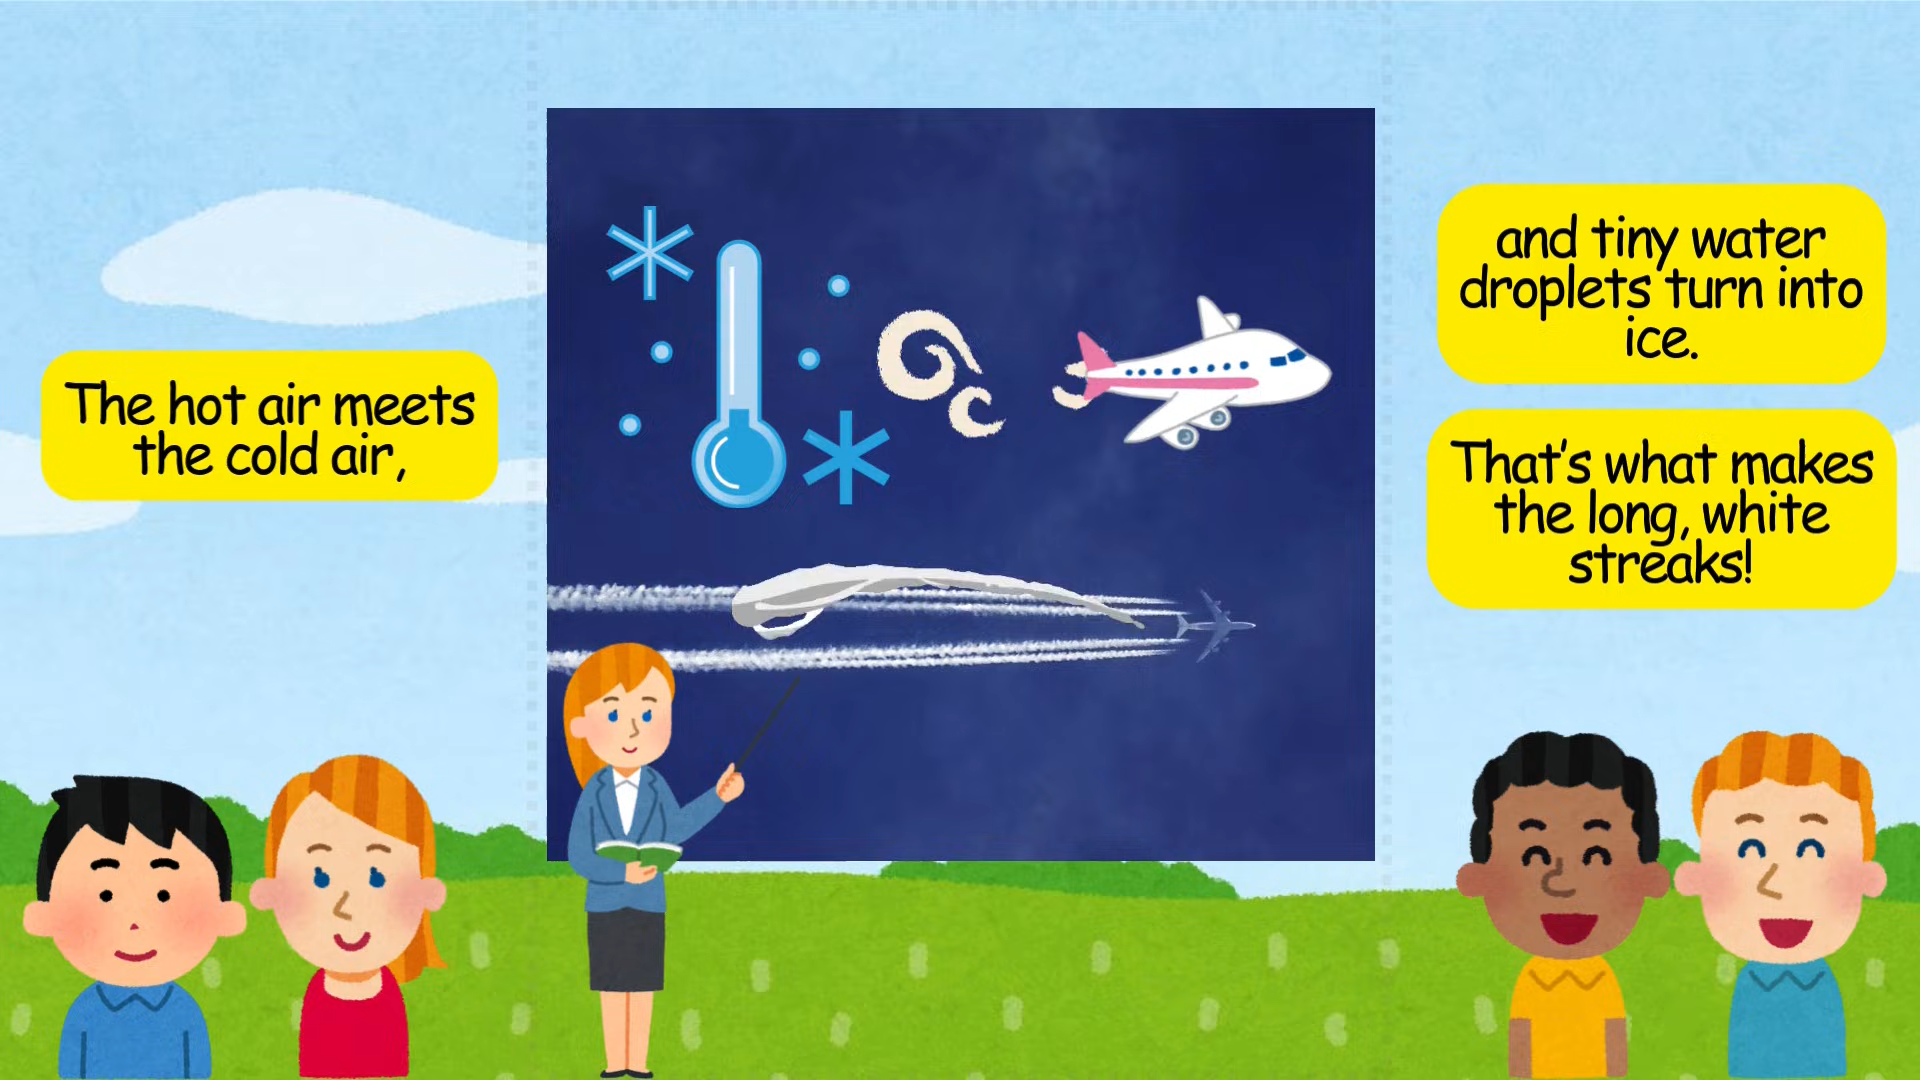 The hot air meets
the cold air,
and tiny water
droplets turn into
ice.
That's what makes
the long, white
streaks!